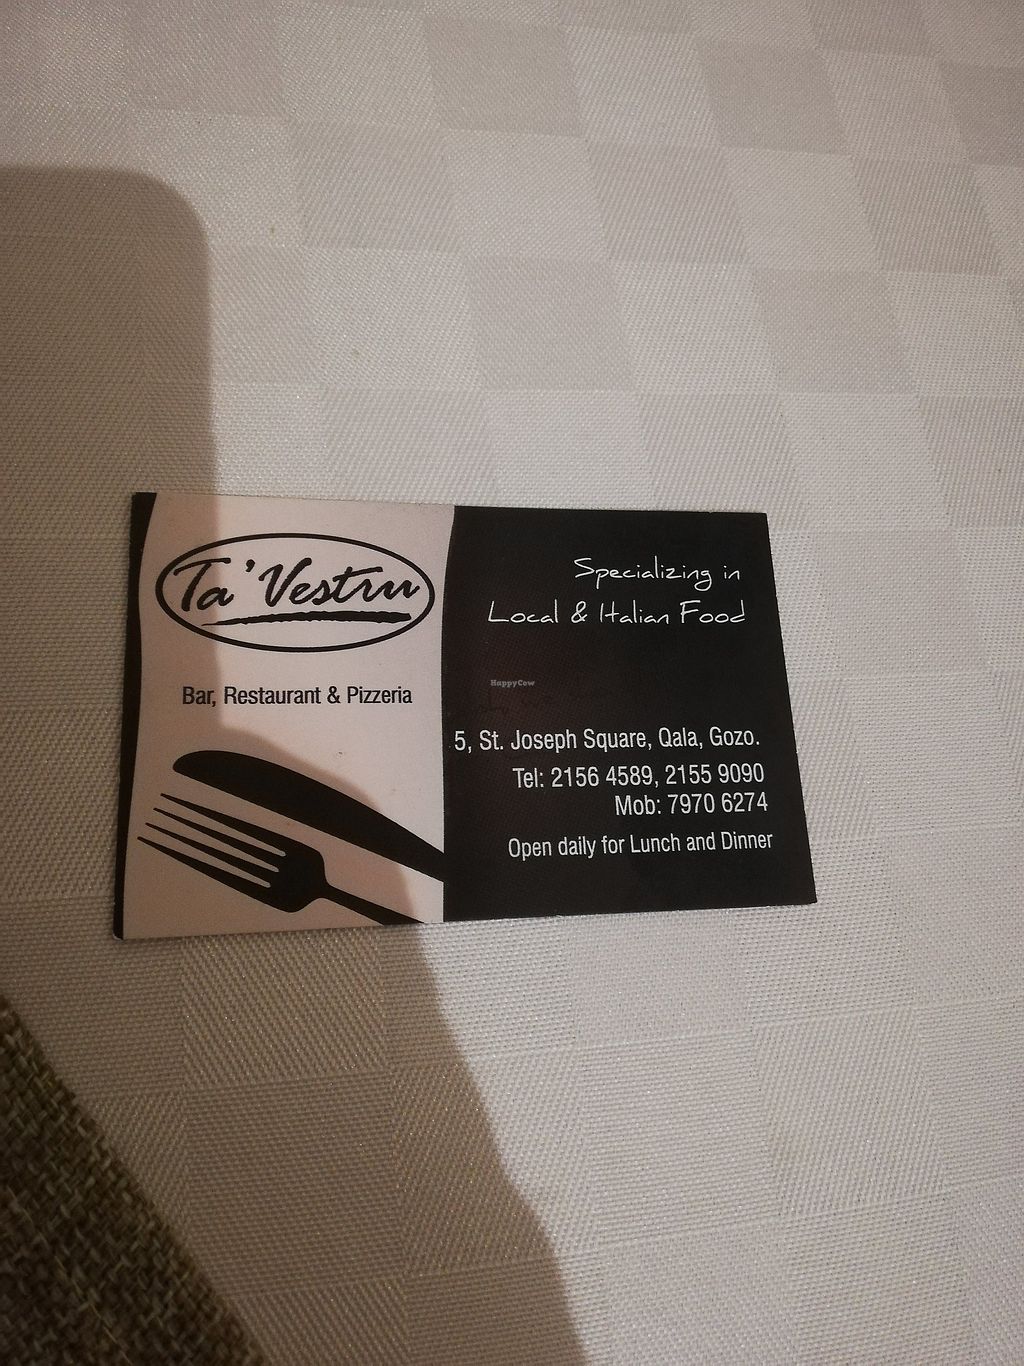 Ta' Vestru
Bar, Restaurant & Pizzeria
Specializing in
Local & Italian Food
HappyCow
5, St. Joseph Square, Qala, Gozo.
Tel: 2156 4589, 2155 9090
Mob: 7970 6274
Open daily for Lunch and Dinner